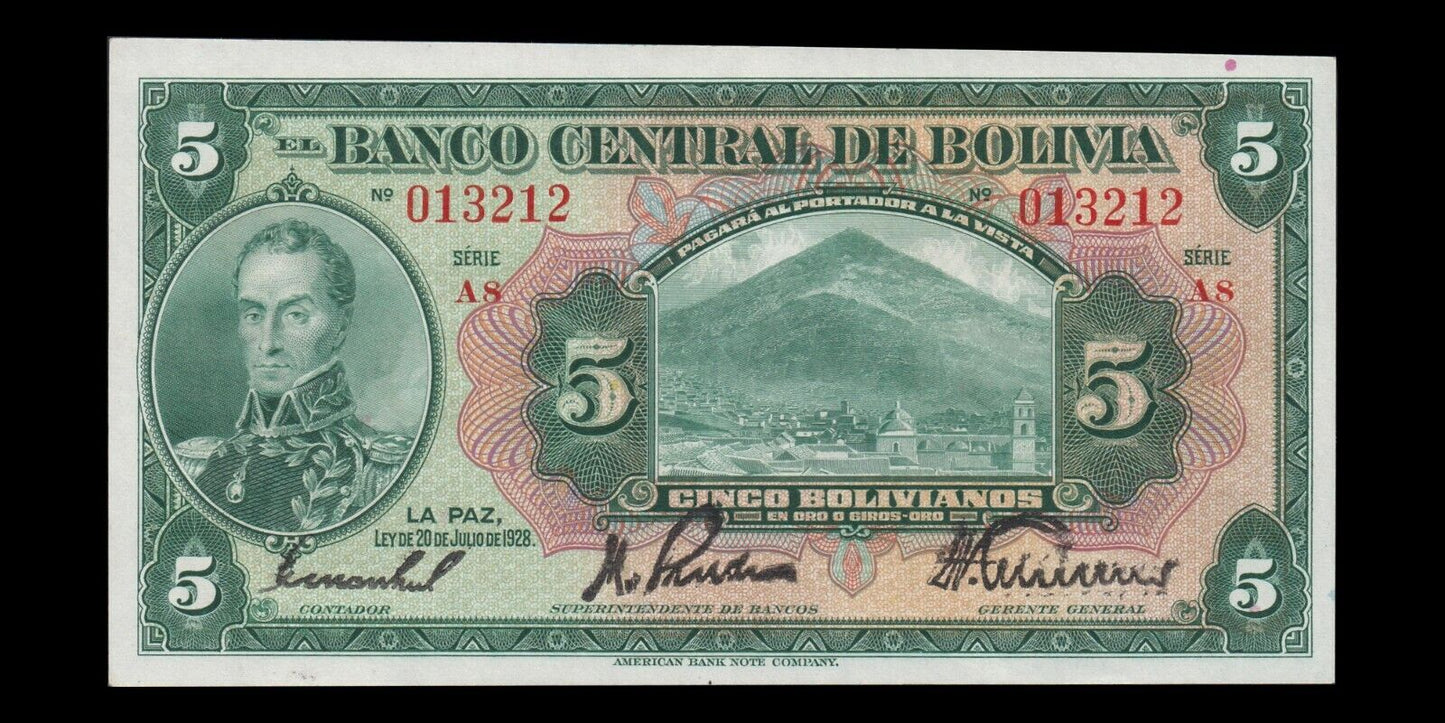 5 5
EL BANCO CENTRAL DE BOLIVIA
Nº 013212 Nº 013212
PAGARÁ AL PORTADOR A LA VISTA
SÉRIE SÉRIE
A8 A8
5 5
CINCO BOLIVIANOS
EN ORO O GIROS-ORO
LA PAZ,
LEY DE 20 DE JULIO DE 1928.
5 5
CONTADOR SUPERINTENDENTE DE BANCOS GERENTE GENERAL
AMERICAN BANK NOTE COMPANY.